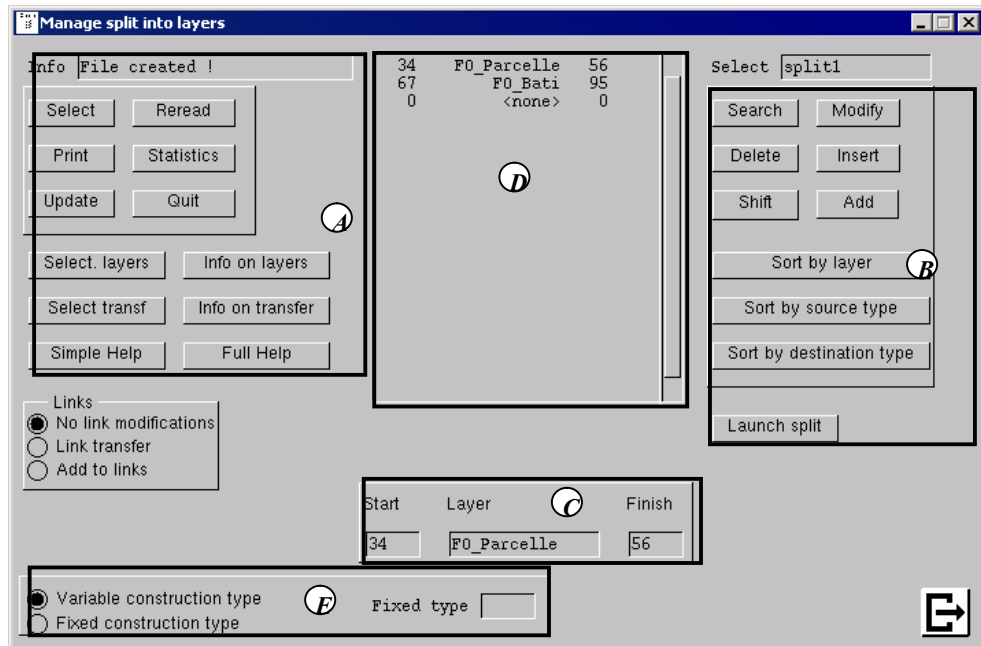 Manage split into layers
Info File created !
Select Reread
Print Statistics
Update Quit
A
Select. layers Info on layers
Select transf Info on transfer
Simple Help Full Help
34 F0_Parcelle 56
67 F0_Bati 95
0 <none> 0
D
Select split1
Search Modify
Delete Insert
Shift Add
Sort by layer
B
Sort by source type
Sort by destination type
Launch split
Links
No link modifications
Link transfer
Add to links
Start Layer C Finish
34 F0_Parcelle 56
Variable construction type
Fixed construction type
E
Fixed type